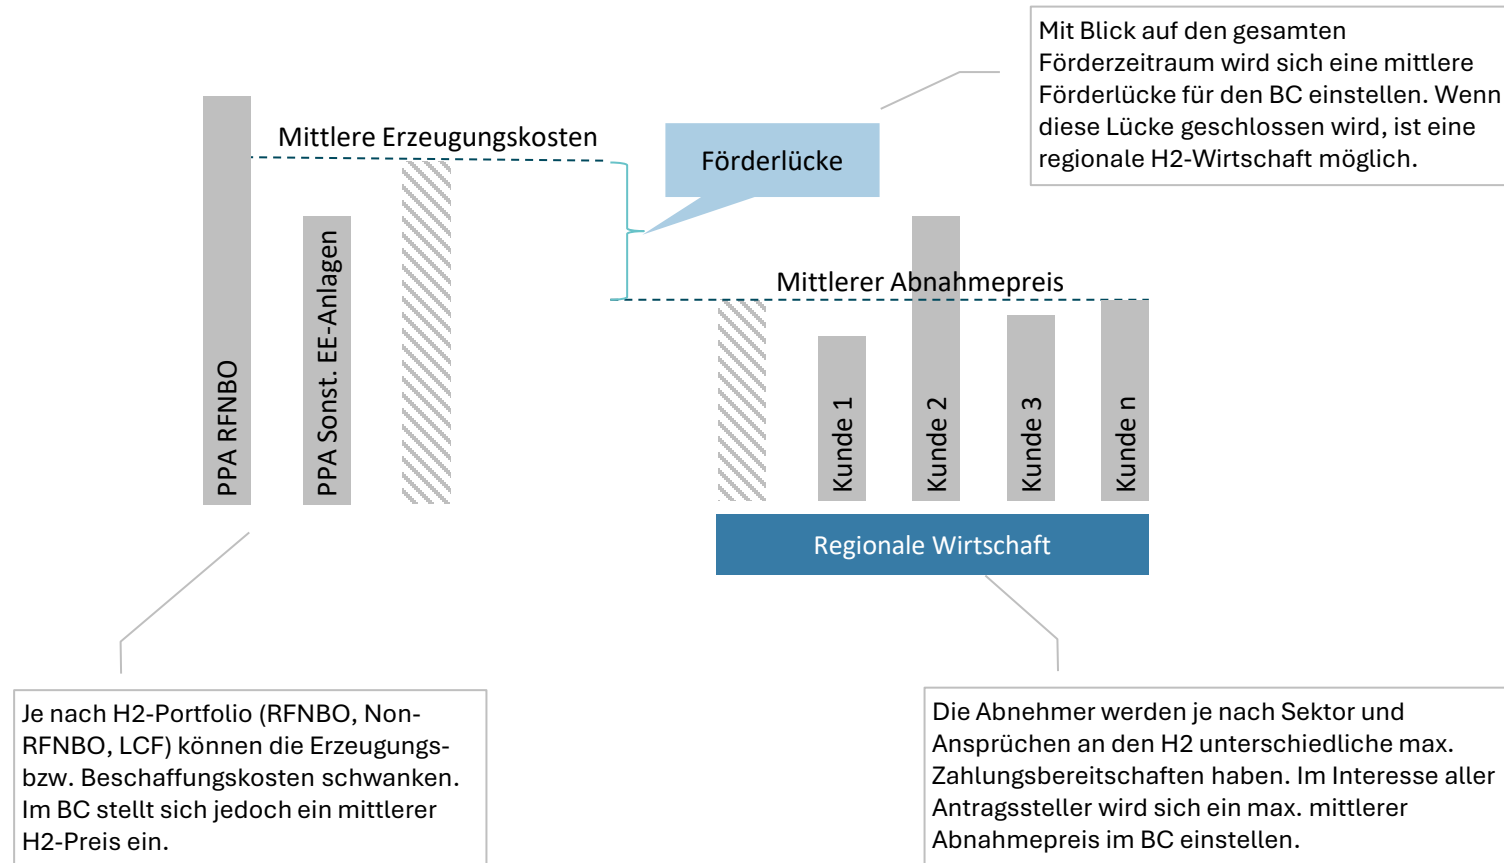 Mit Blick auf den gesamten
Förderzeitraum wird sich eine mittlere
Förderlücke für den BC einstellen. Wenn
diese Lücke geschlossen wird, ist eine
regionale H2-Wirtschaft möglich.
Mittlere Erzeugungskosten
Förderlücke
Mittlerer Abnahmepreis
PPA RFNBO
PPA Sonst. EE-Anlagen
Kunde 1
Kunde 2
Kunde 3
Kunde n
Regionale Wirtschaft
Je nach H2-Portfolio (RFNBO, Non-
RFNBO, LCF) können die Erzeugungs-
bzw. Beschaffungskosten schwanken.
Im BC stellt sich jedoch ein mittlerer
H2-Preis ein.
Die Abnehmer werden je nach Sektor und
Ansprüchen an den H2 unterschiedliche max.
Zahlungsbereitschaften haben. Im Interesse aller
Antragssteller wird sich ein max. mittlerer
Abnahmepreis im BC einstellen.